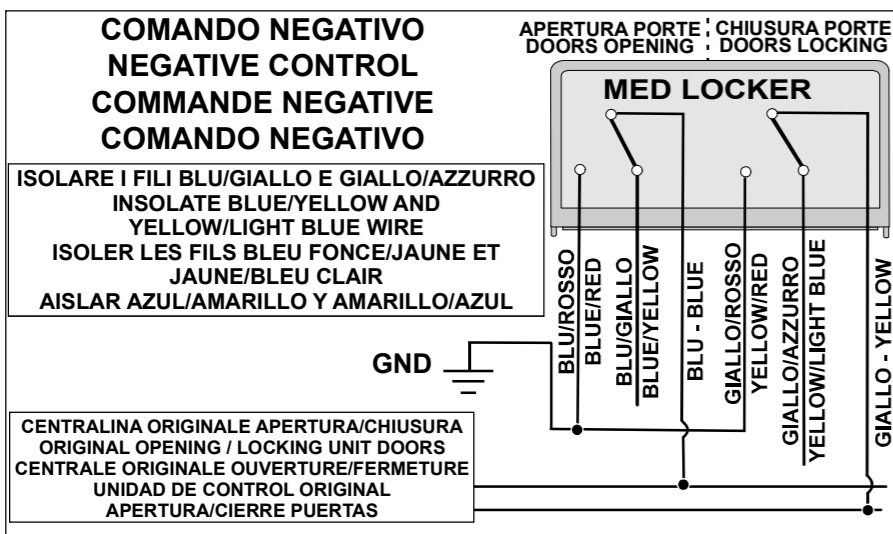 COMANDO NEGATIVO
NEGATIVE CONTROL
COMMANDE NEGATIVE
COMANDO NEGATIVO
ISOLARE I FILI BLU/GIALLO E GIALLO/AZZURRO
INSOLATE BLUE/YELLOW AND
YELLOW/LIGHT BLUE WIRE
ISOLER LES FILS BLEU FONCE/JAUNE ET
JAUNE/BLEU CLAIR
AISLAR AZUL/AMARILLO Y AMARILLO/AZUL
APERTURA PORTE
DOORS OPENING
CHIUSURA PORTE
DOORS LOCKING
MED LOCKER
BLU/ROSSO
BLUE/RED
BLU/GIALLO
BLUE/YELLOW
BLU - BLUE
GIALLO/ROSSO
YELLOW/RED
GIALLO/AZZURRO
YELLOW/LIGHT BLUE
GIALLO - YELLOW
GND
CENTRALINA ORIGINALE APERTURA/CHIUSURA
ORIGINAL OPENING / LOCKING UNIT DOORS
CENTRALE ORIGINALE OUVERTURE/FERMETURE
UNIDAD DE CONTROL ORIGINAL
APERTURA/CIERRE PUERTAS